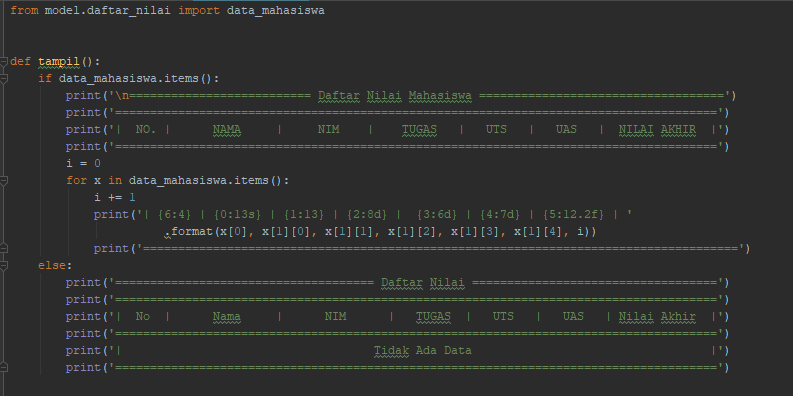 from model.daftar_nilai import data_mahasiswa
def tampil():
if data_mahasiswa.items():
print('\n========================== Daftar Nilai Mahasiswa ===================================')
print('======================================================================================')
print('|  NO. |      NAMA     |     NIM    |    TUGAS   |   UTS   |   UAS   |  NILAI AKHIR  |')
print('======================================================================================')
i = 0
for x in data_mahasiswa.items():
i += 1
print('| {6:4} | {0:13s} | {1:13} | {2:8d} |  {3:6d} | {4:7d} | {5:12.2f} | '
.format(x[0], x[1][0], x[1][1], x[1][2], x[1][3], x[1][4], i))
print('=====================================================================================')
else:
print('===================================== Daftar Nilai ===================================')
print('======================================================================================')
print('|  No  |      Nama     |      NIM      |   TUGAS  |   UTS   |   UAS   | Nilai Akhir  |')
print('======================================================================================')
print('|                                    Tidak Ada Data                                  |')
print('======================================================================================')